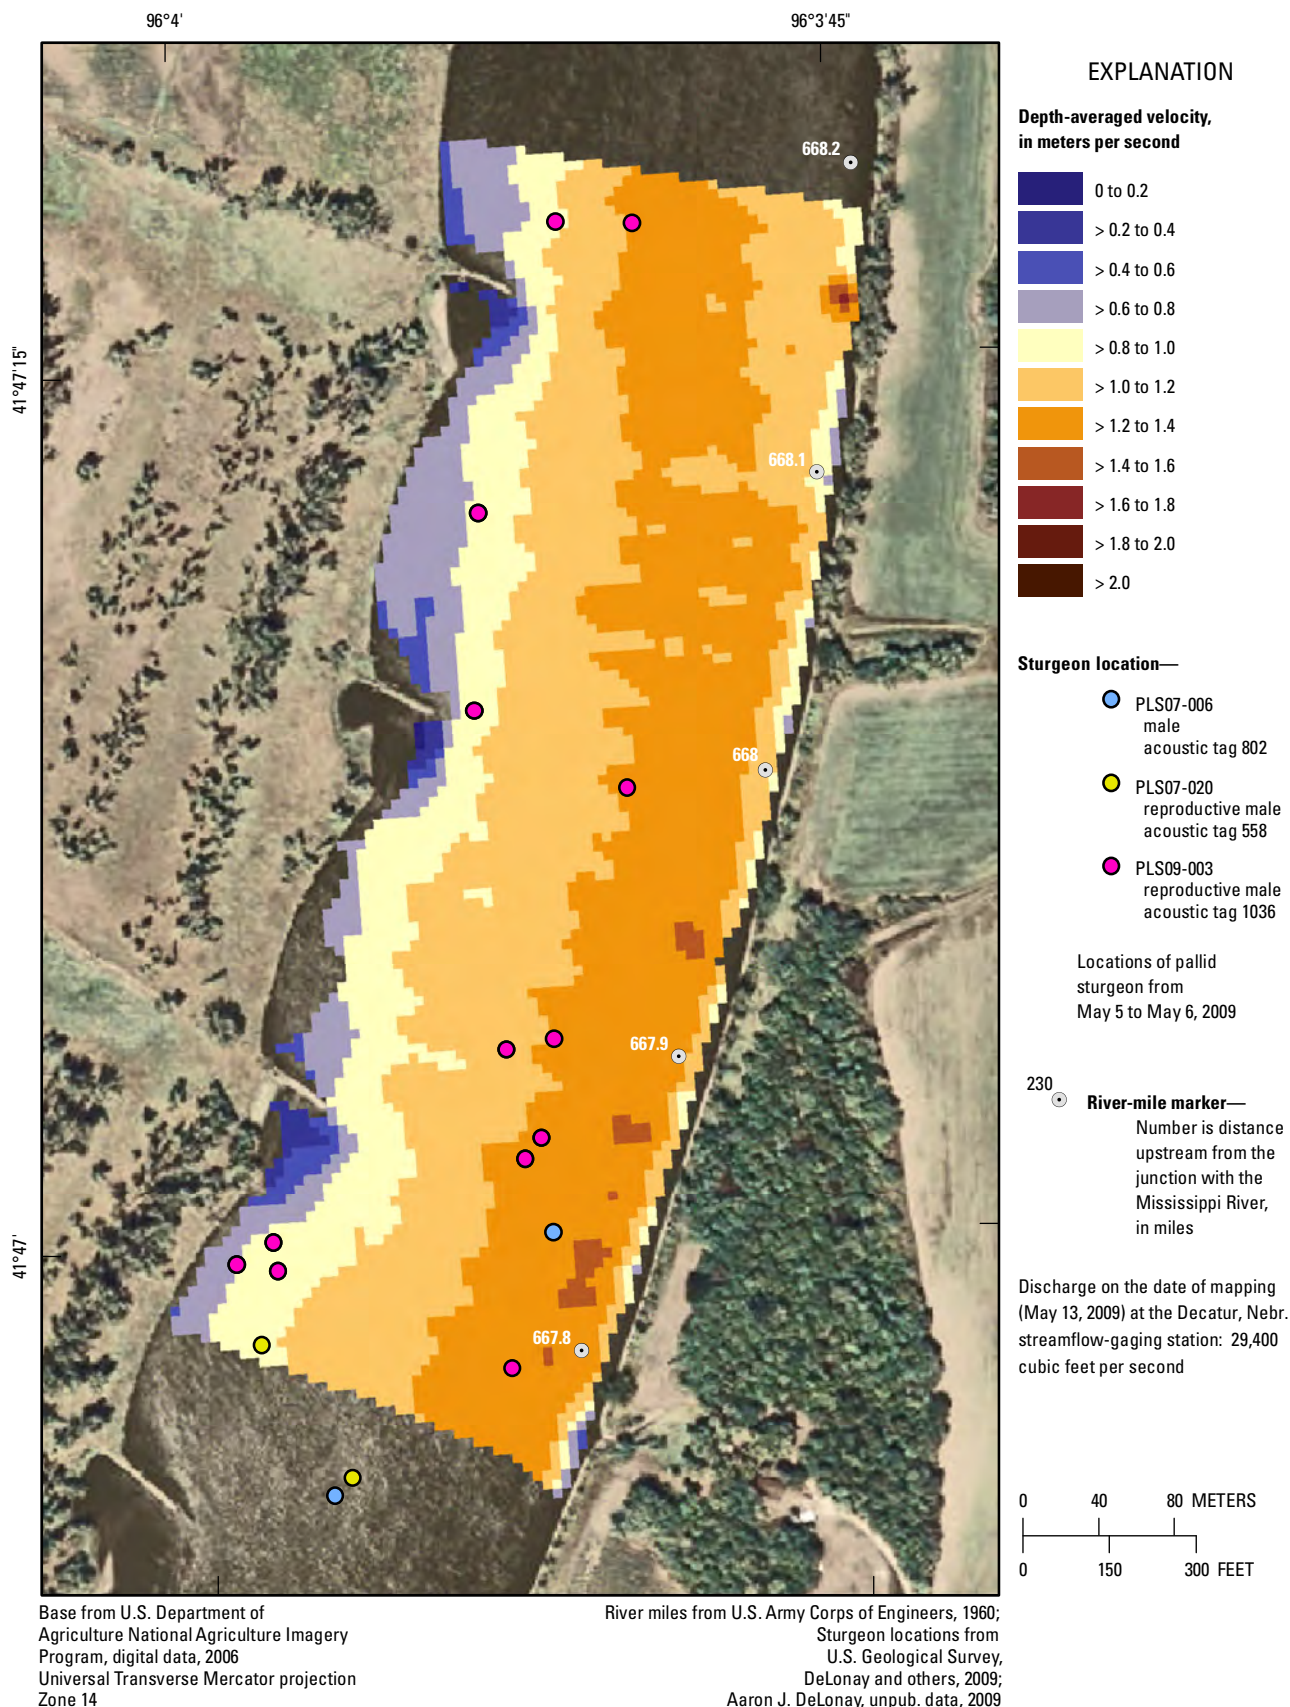 96°4'
96°3'45"
41°47'15"
41°47'
668.2
668.1
668
667.9
667.8
EXPLANATION
Depth-averaged velocity,
in meters per second
0 to 0.2
> 0.2 to 0.4
> 0.4 to 0.6
> 0.6 to 0.8
> 0.8 to 1.0
> 1.0 to 1.2
> 1.2 to 1.4
> 1.4 to 1.6
> 1.6 to 1.8
> 1.8 to 2.0
> 2.0
Sturgeon location—
PLS07-006
male
acoustic tag 802
PLS07-020
reproductive male
acoustic tag 558
PLS09-003
reproductive male
acoustic tag 1036
Locations of pallid
sturgeon from
May 5 to May 6, 2009
230
River-mile marker—
Number is distance
upstream from the
junction with the
Mississippi River,
in miles
Discharge on the date of mapping
(May 13, 2009) at the Decatur, Nebr.
streamflow-gaging station: 29,400
cubic feet per second
0 40 80 METERS
0 150 300 FEET
Base from U.S. Department of
Agriculture National Agriculture Imagery
Program, digital data, 2006
Universal Transverse Mercator projection
Zone 14
River miles from U.S. Army Corps of Engineers, 1960;
Sturgeon locations from
U.S. Geological Survey,
DeLonay and others, 2009;
Aaron J. DeLonay, unpub. data, 2009